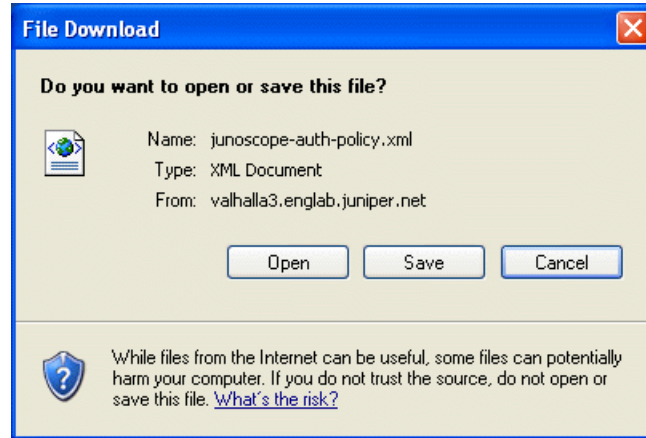 File Download
Do you want to open or save this file?
Name: junoscope-auth-policy.xml
Type: XML Document
From: valhalla3.englab.juniper.net
Open Save Cancel
While files from the Internet can be useful, some files can potentially
harm your computer. If you do not trust the source, do not open or
save this file. What's the risk?